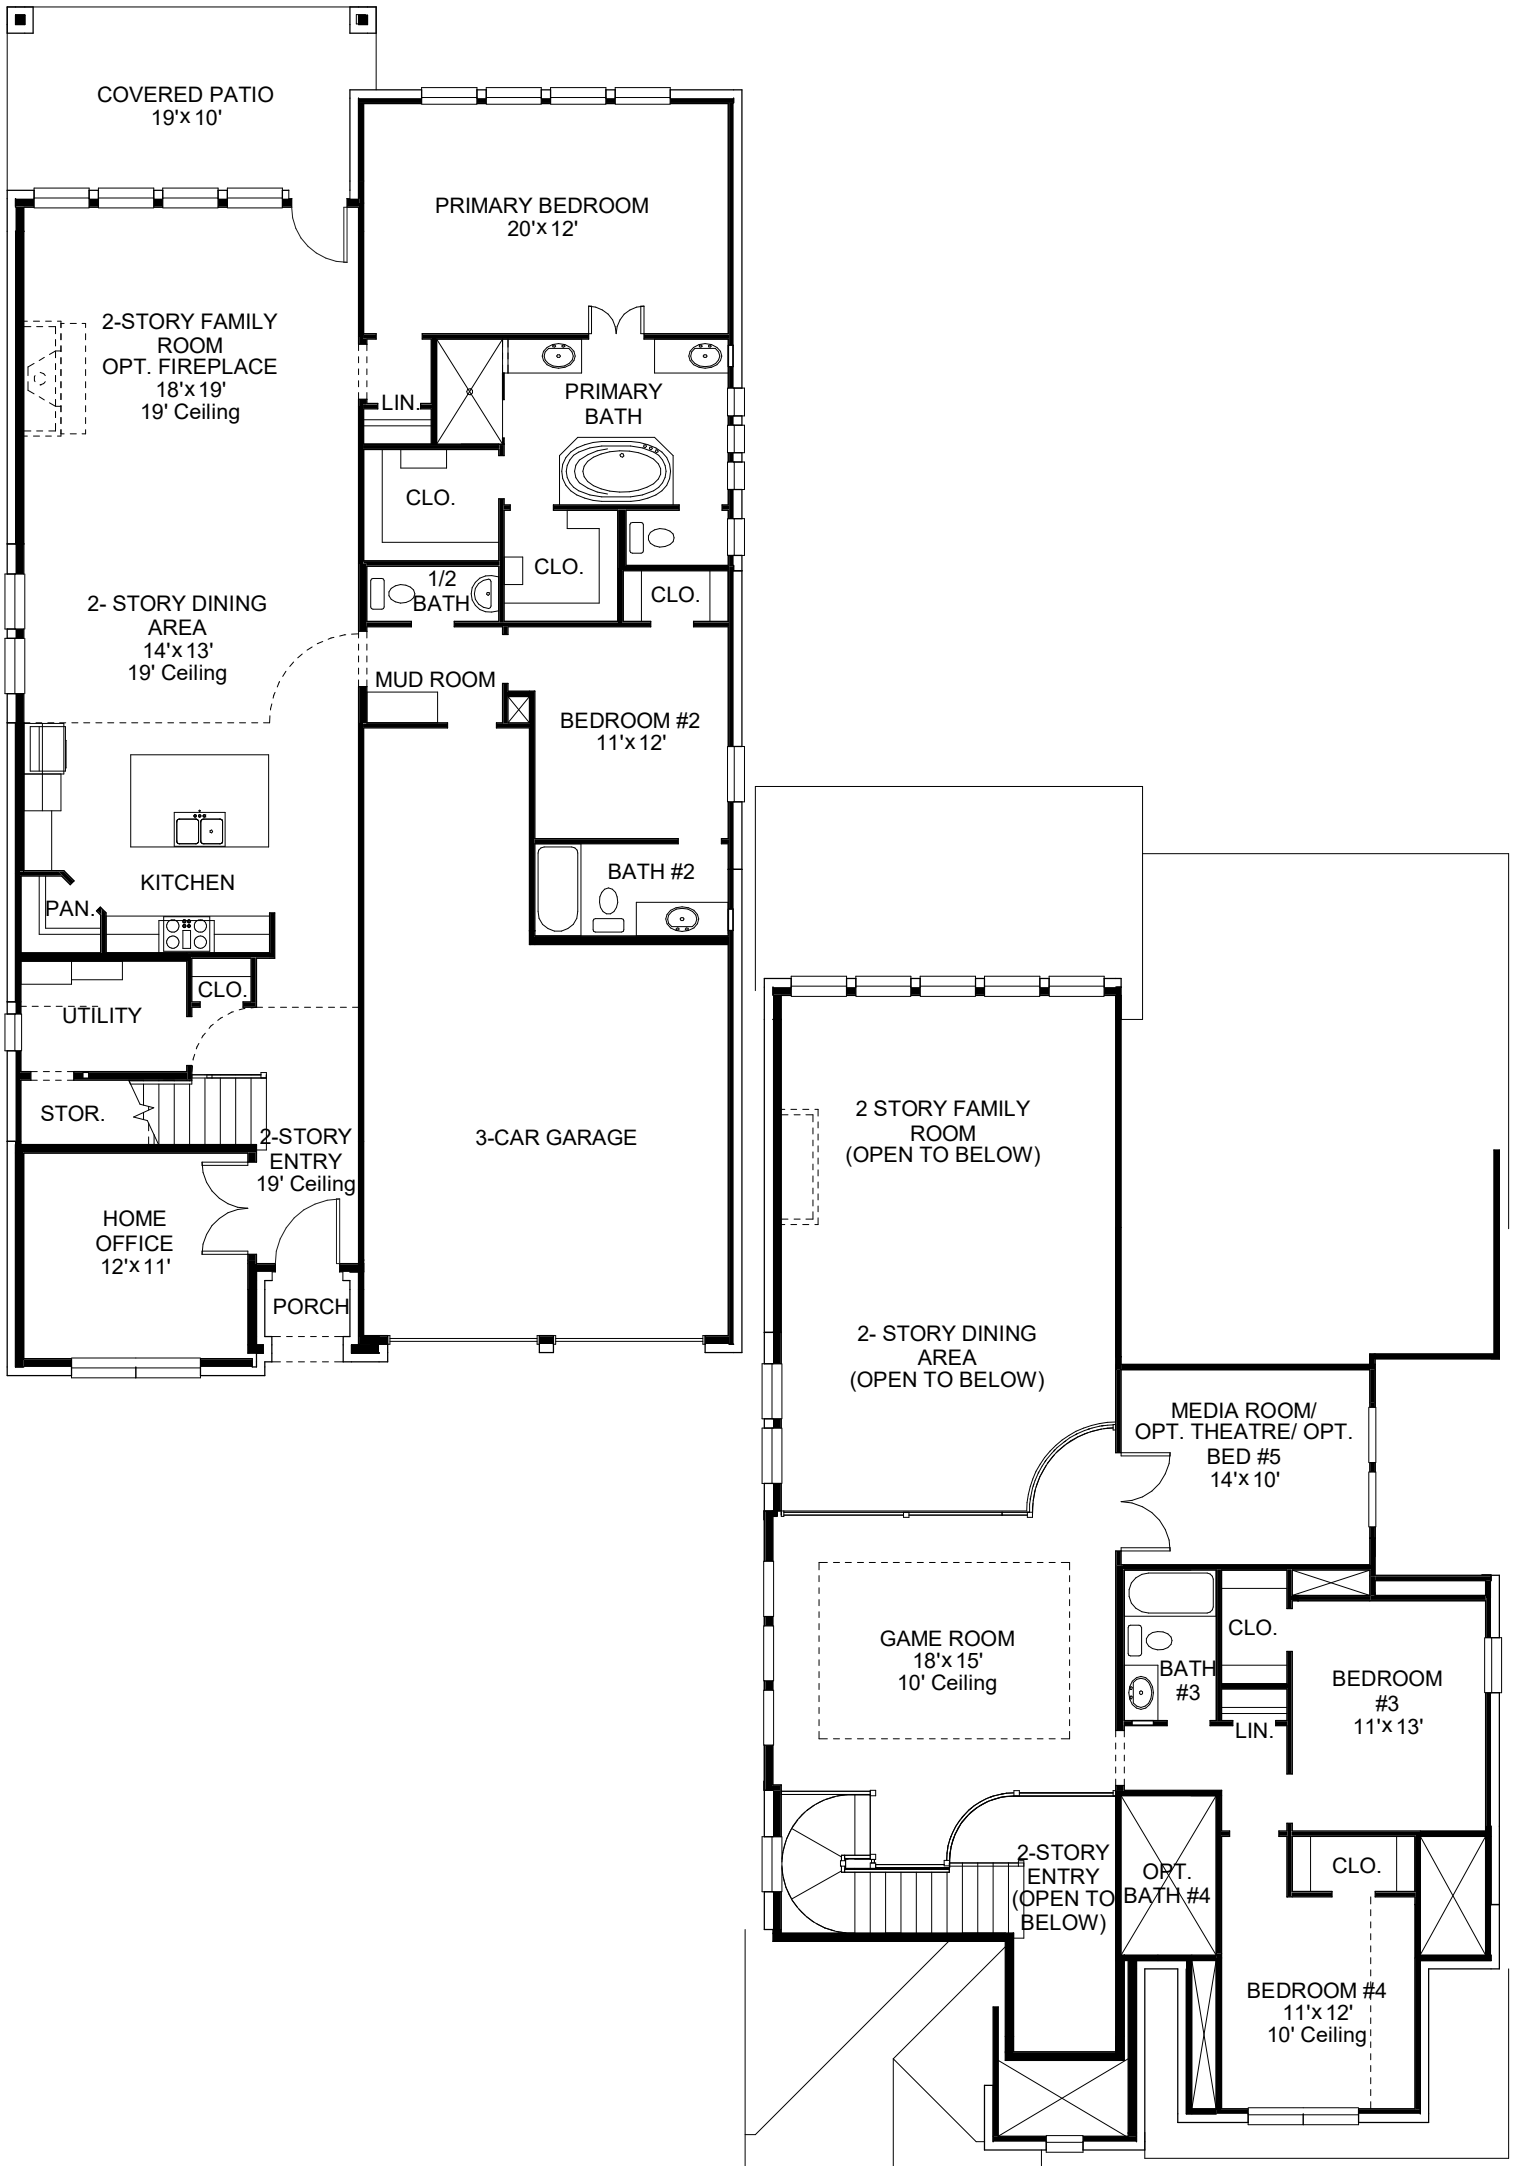 COVERED PATIO
19'x 10'
PRIMARY BEDROOM
20'x 12'
2-STORY FAMILY
ROOM
OPT. FIREPLACE
18'x 19'
19' Ceiling
LIN.
PRIMARY
BATH
CLO.
CLO.
1/2
BATH
CLO.
2- STORY DINING
AREA
14'x 13'
19' Ceiling
MUD ROOM
BEDROOM #2
11'x 12'
KITCHEN
BATH #2
PAN.
CLO.
UTILITY
STOR.
2-STORY
ENTRY
19' Ceiling
3-CAR GARAGE
HOME
OFFICE
12'x 11'
PORCH
2 STORY FAMILY
ROOM
(OPEN TO BELOW)
2- STORY DINING
AREA
(OPEN TO BELOW)
MEDIA ROOM/
OPT. THEATRE/ OPT.
BED #5
14'x 10'
GAME ROOM
18'x 15'
10' Ceiling
CLO.
BATH
#3
LIN.
BEDROOM
#3
11'x 13'
2-STORY
ENTRY
(OPEN TO
BELOW)
OPT.
BATH #4
CLO.
BEDROOM #4
11'x 12'
10' Ceiling